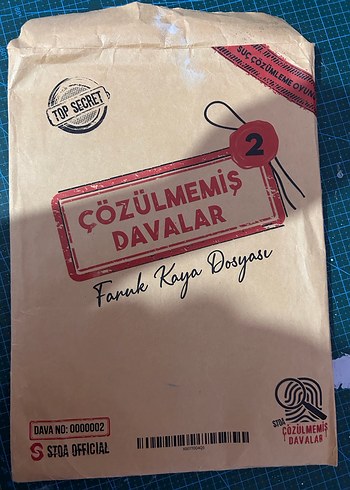 SUÇ ÇÖZÜMLEME OYUNU
TOP SECRET
2
ÇÖZÜLMEMİŞ
DAVALAR
Faruk Kaya Dosyası
DAVA NO: 0000002
STOA OFFICIAL
STOA
ÇÖZÜLMEMİŞ
DAVALAR